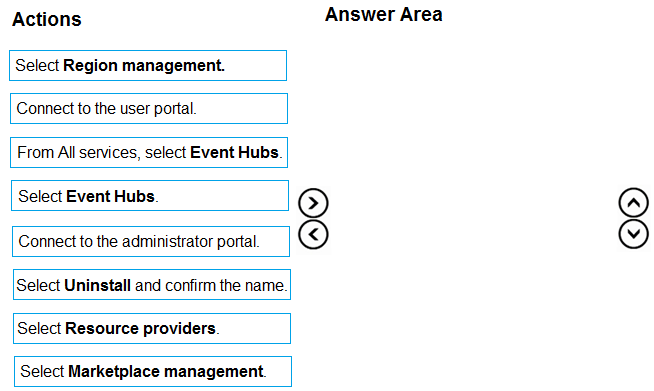 Actions
Answer Area
Select Region management.
Connect to the user portal.
From All services, select Event Hubs.
Select Event Hubs.
Connect to the administrator portal.
Select Uninstall and confirm the name.
Select Resource providers.
Select Marketplace management.